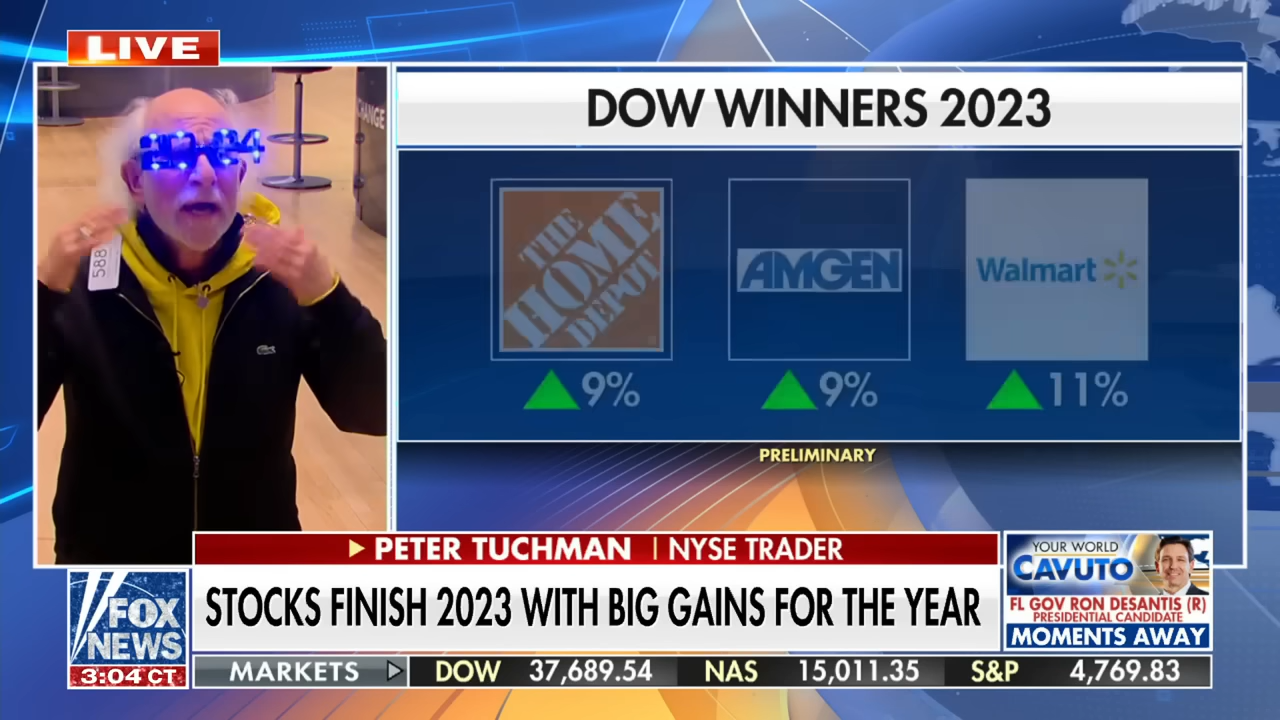 LIVE
CHANGE
588
DOW WINNERS 2023
THE
HOME
DEPOT
AMGEN
Walmart
9%
9%
11%
PRELIMINARY
PETER TUCHMAN | NYSE TRADER
STOCKS FINISH 2023 WITH BIG GAINS FOR THE YEAR
YOUR WORLD
CAVUTO
FL GOV RON DESANTIS (R)
PRESIDENTIAL CANDIDATE
MOMENTS AWAY
FOX
NEWS
3:04 CT
MARKETS DOW 37,689.54 NAS 15,011.35 S&P 4,769.83